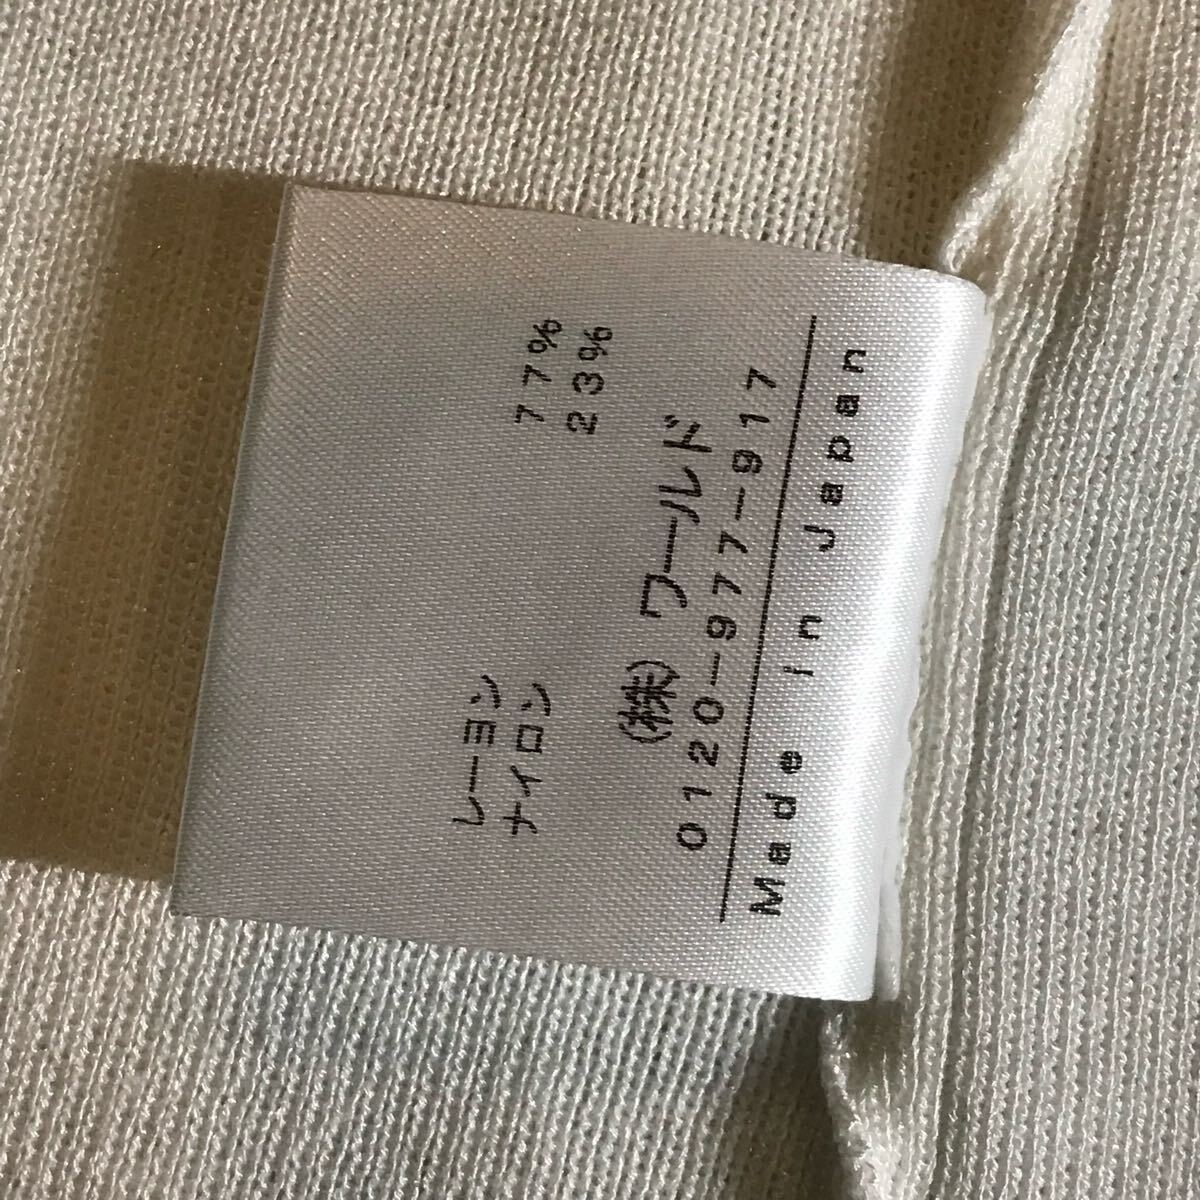 レーヨン 77%
ナイロン 23%
(株) ワールド
0120-977-917
Made in Japan